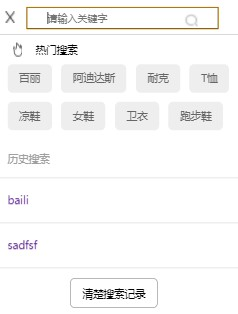 X 请输入关键字
热门搜索
百丽 阿迪达斯 耐克 T恤
凉鞋 女鞋 卫衣 跑步鞋
历史搜索
baili
sadfsf
清楚搜索记录